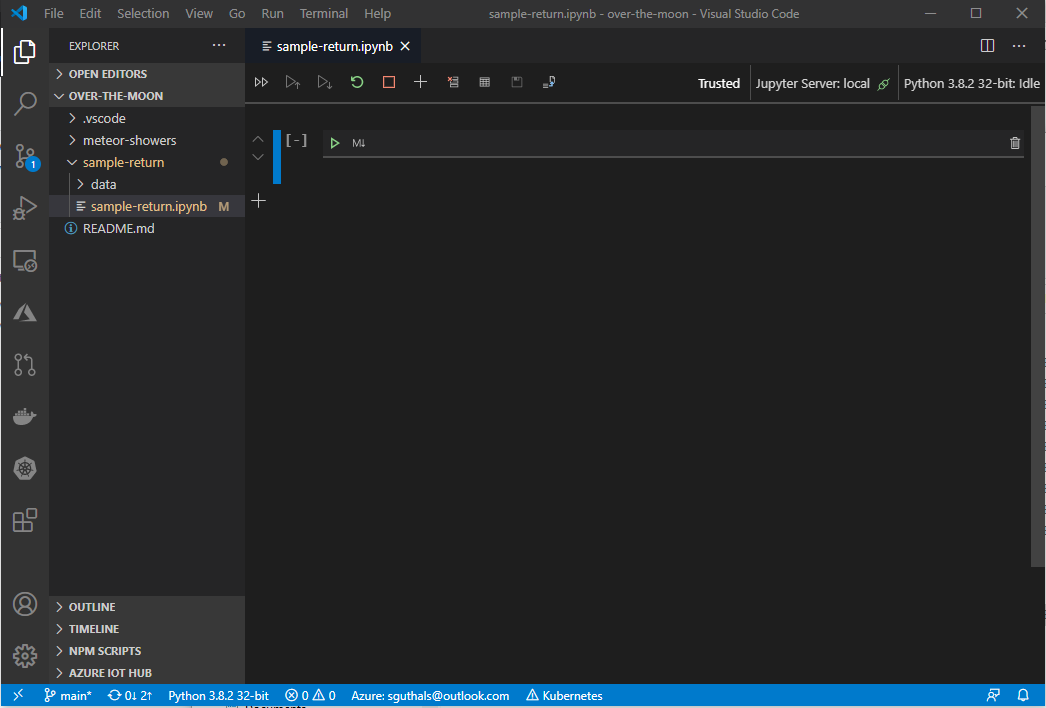 File Edit Selection View Go Run Terminal Help sample-return.ipynb - over-the-moon - Visual Studio Code
EXPLORER
sample-return.ipynb
OPEN EDITORS
OVER-THE-MOON
Trusted
Jupyter Server: local
Python 3.8.2 32-bit: Idle
.vscode
meteor-showers
sample-return
data
sample-return.ipynb M
README.md
[-]
M↓
1
OUTLINE
TIMELINE
NPM SCRIPTS
AZURE IOT HUB
main* 0↓ 2↑ Python 3.8.2 32-bit 0 0 Azure: sguthals@outlook.com Kubernetes